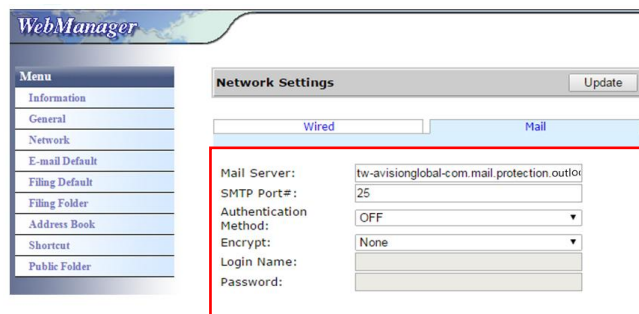 WebManager
Menu
Information
General
Network
E-mail Default
Filing Default
Filing Folder
Address Book
Shortcut
Public Folder
Network Settings
Update
Wired
Mail
Mail Server: tw-avisionglobal-com.mail.protection.outloo
SMTP Port#: 25
Authentication
Method: OFF
Encrypt: None
Login Name:
Password: